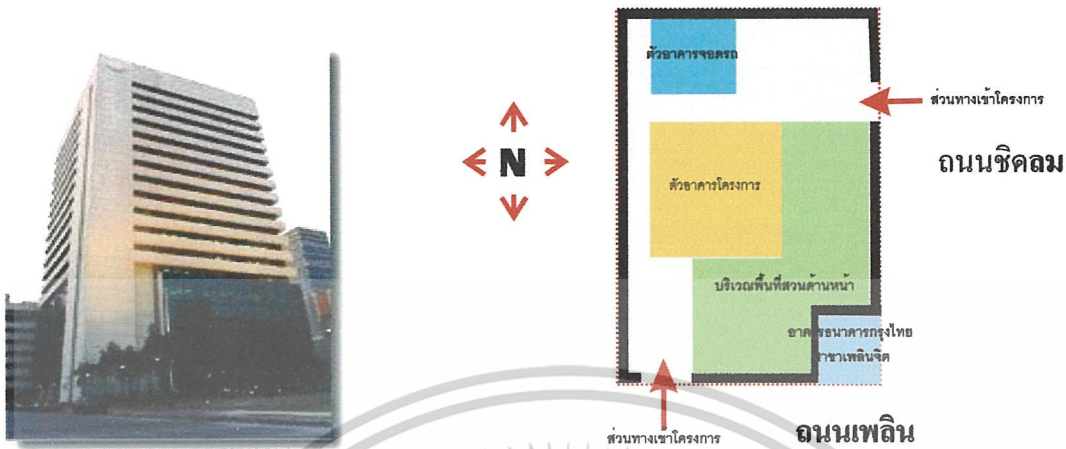 ตัวอาคารจอดรถ
ส่วนทางเข้าโครงการ
N
ถนนชิดลม
ตัวอาคารโครงการ
บริเวณพื้นที่สวนด้านหน้า
อาคารธนาคารกรุงไทย
สาขาเพลินจิต
ส่วนทางเข้าโครงการ
ถนนเพลิน